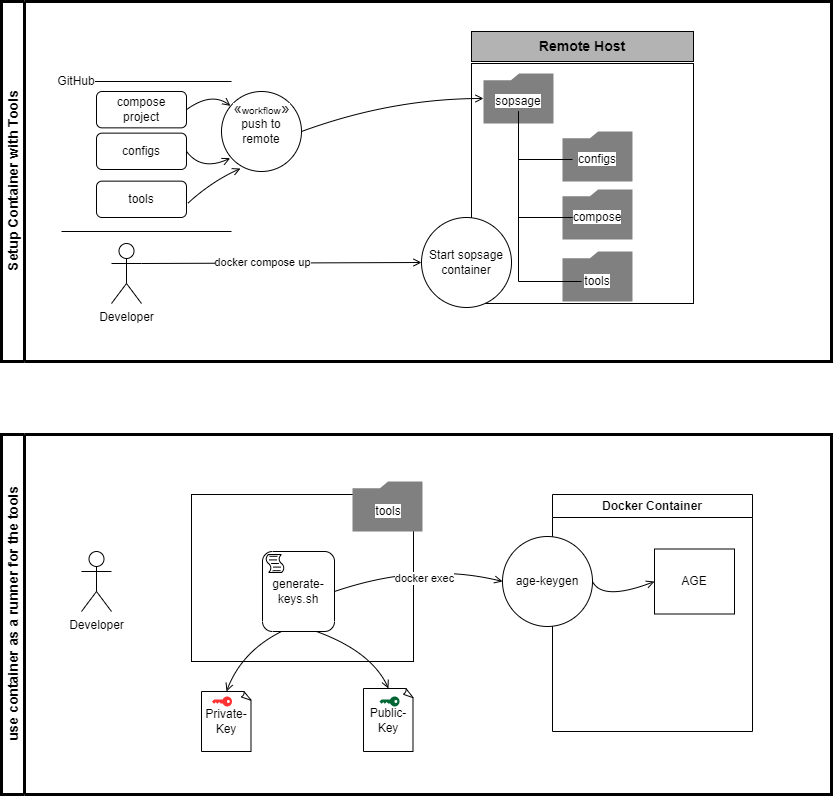 Setup Container with Tools
GitHub
compose
project
configs
tools
«workflow»
push to
remote
Remote Host
sopsage
configs
compose
tools
Start sopsage
container
docker compose up
Developer
use container as a runner for the tools
Developer
tools
generate-
keys.sh
docker exec
Docker Container
age-keygen
AGE
Private-
Key
Public-
Key